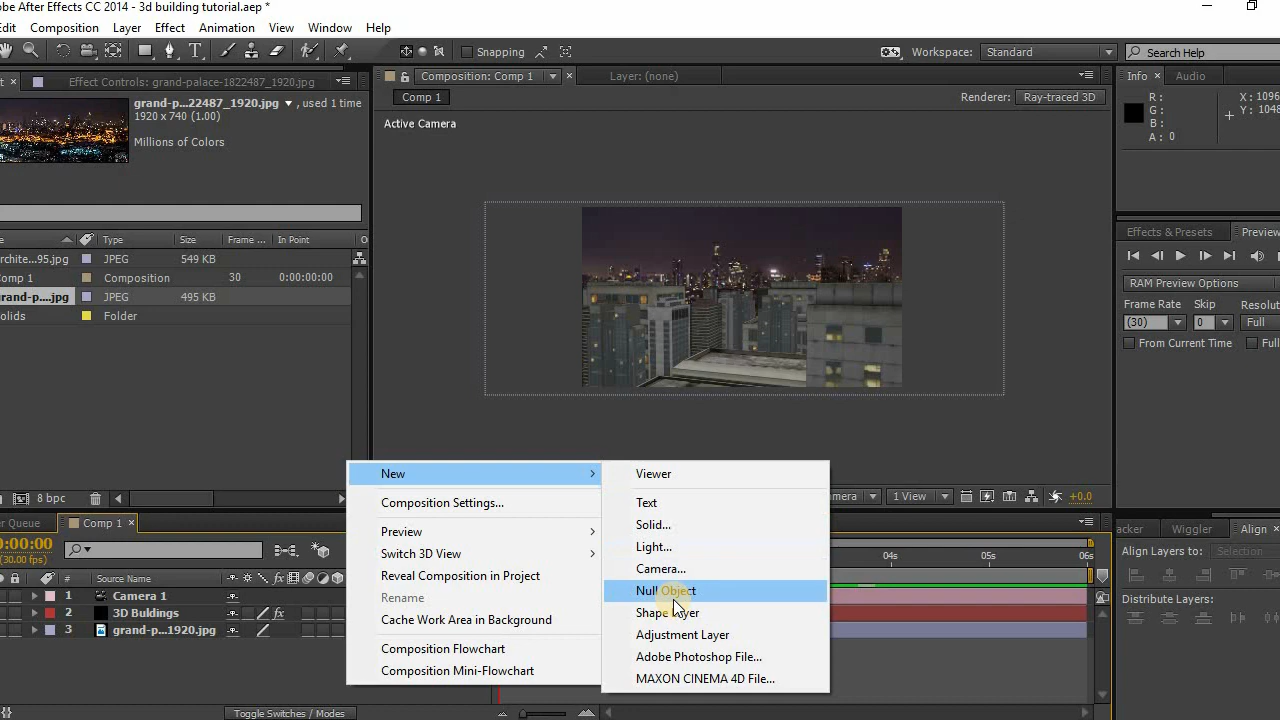 obe After Effects CC 2014 - 3d building tutorial.aep *
Edit Composition Layer Effect Animation View Window Help
Snapping
Workspace: Standard
Search Help
Effect Controls: grand-palace-1822487_1920.jpg
Composition: Comp 1
Layer: (none)
Info
Audio
grand-p...22487_1920.jpg ▼ , used 1 time
1920 x 740 (1.00)
Millions of Colors
Comp 1
Renderer: Ray-traced 3D
Active Camera
R:
G:
B:
A: 0
X: 1096
Y: 1048
Type Size Frame ... In Point
archite...95.jpg JPEG 549 KB
Comp 1 Composition 30 0:00:00:00
grand-p....jpg JPEG 495 KB
Solids Folder
Effects & Presets
Preview
RAM Preview Options
Frame Rate Skip Resolu
(30) 0 Full
From Current Time Full
8 bpc
New
Composition Settings...
Preview
Switch 3D View
Reveal Composition in Project
Rename
Cache Work Area in Background
Composition Flowchart
Composition Mini-Flowchart
Viewer
Text
Solid...
Light...
Camera...
Null Object
Shape Layer
Adjustment Layer
Adobe Photoshop File...
MAXON CINEMA 4D File...
amera 1 View +0.0
er Queue
Comp 1
0:00:00
(30.00 fps)
04s 05s 06s
# Source Name
1 Camera 1
2 3D Buldings
3 grand-p...1920.jpg
Toggle Switches / Modes
acker Wiggler Align
Align Layers to: Selection
Distribute Layers: